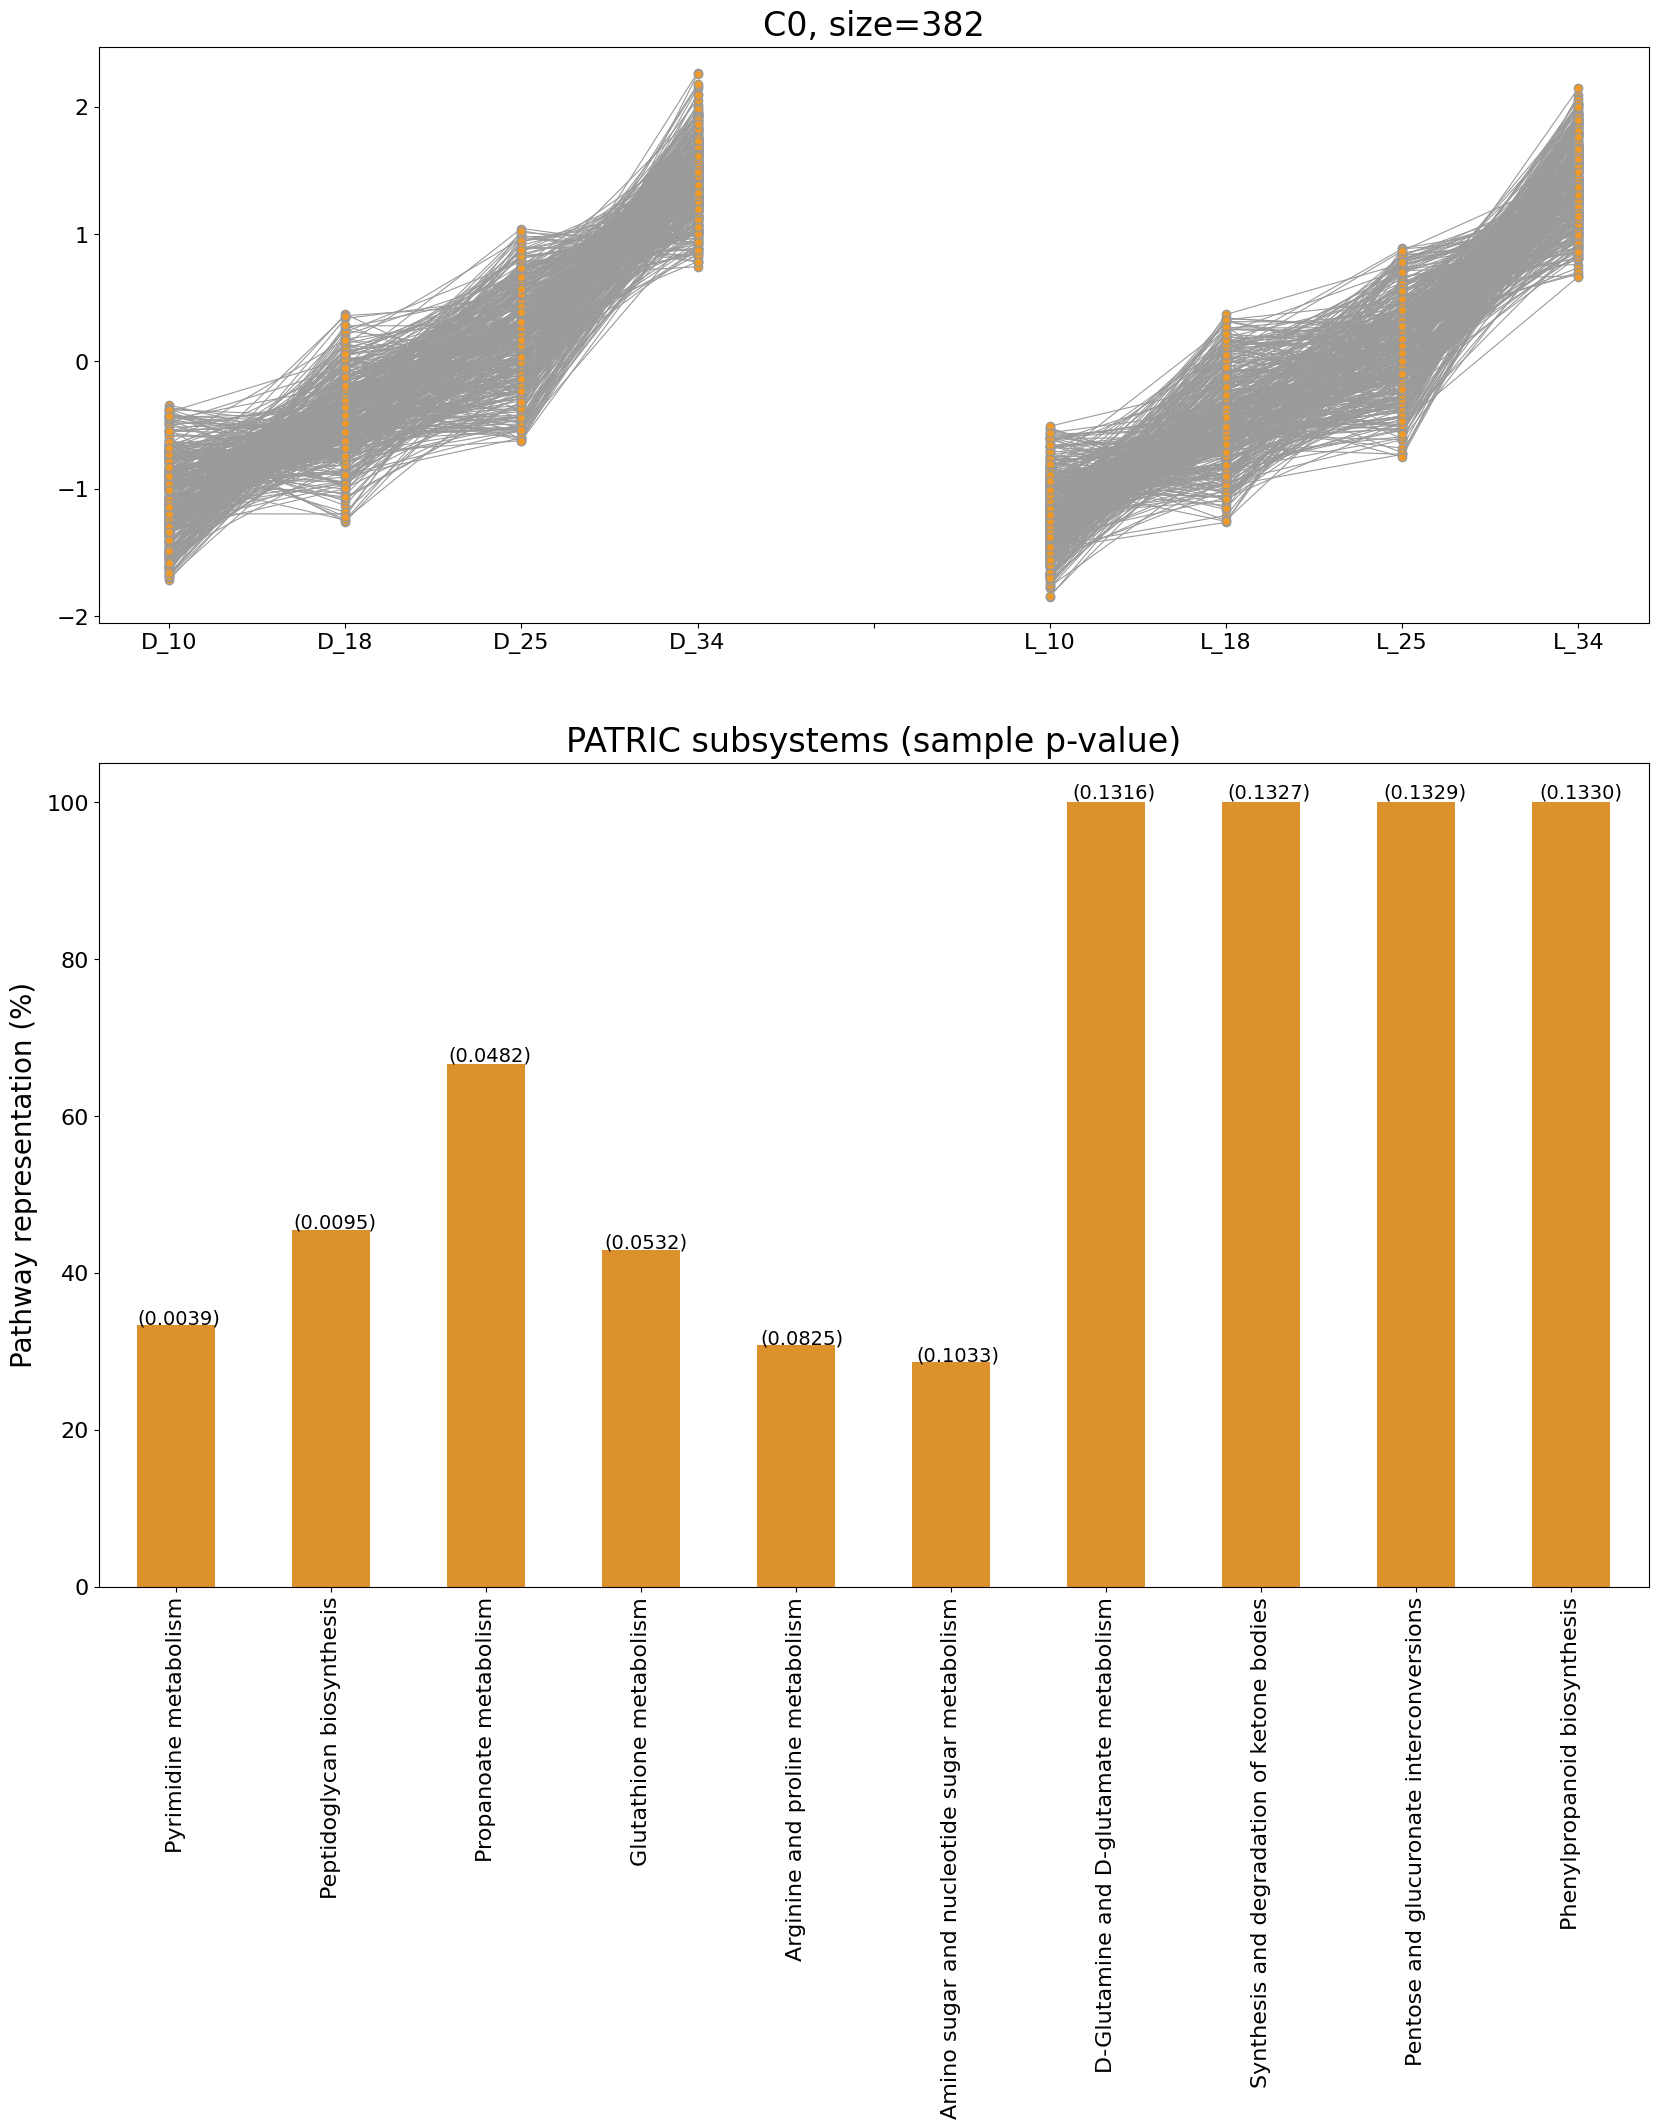 C0, size=382
2
1
0
−1
−2
D_10 D_18 D_25 D_34 L_10 L_18 L_25 L_34
PATRIC subsystems (sample p-value)
Pathway representation (%)
100
80
60
40
20
0
(0.0039)
(0.0095)
(0.0482)
(0.0532)
(0.0825)
(0.1033)
(0.1316)
(0.1327)
(0.1329)
(0.1330)
Pyrimidine metabolism
Peptidoglycan biosynthesis
Propanoate metabolism
Glutathione metabolism
Arginine and proline metabolism
Amino sugar and nucleotide sugar metabolism
D-Glutamine and D-glutamate metabolism
Synthesis and degradation of ketone bodies
Pentose and glucuronate interconversions
Phenylpropanoid biosynthesis